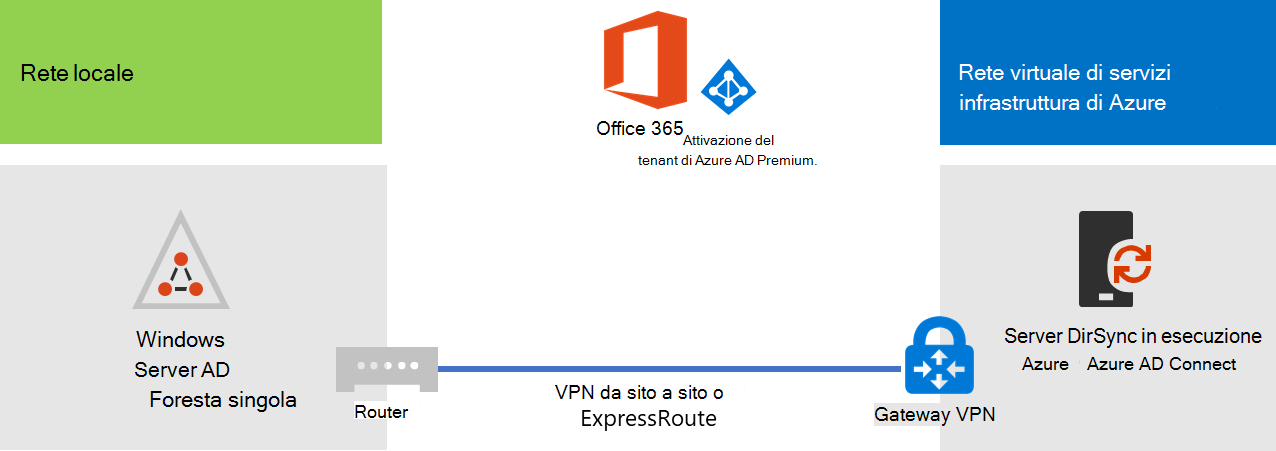 Rete locale
Office 365
Attivazione del
tenant di Azure AD Premium.
Rete virtuale di servizi
infrastruttura di Azure
Windows
Server AD
Foresta singola
Router
VPN da sito a sito o
ExpressRoute
Gateway VPN
Server DirSync in esecuzione
Azure Azure AD Connect